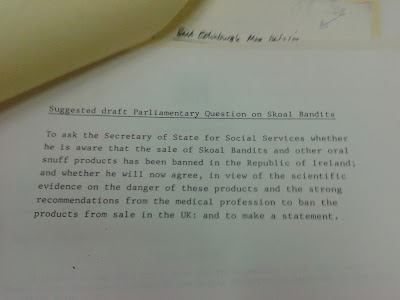 Edinburgh
Suggested draft Parliamentary Question on Skoal Bandits
To ask the Secretary of State for Social Services whether
he is aware that the sale of Skoal Bandits and other oral
snuff products has been banned in the Republic of Ireland;
and whether he will now agree, in view of the scientific
evidence on the danger of these products and the strong
recommendations from the medical profession to ban the
products from sale in the UK: and to make a statement.